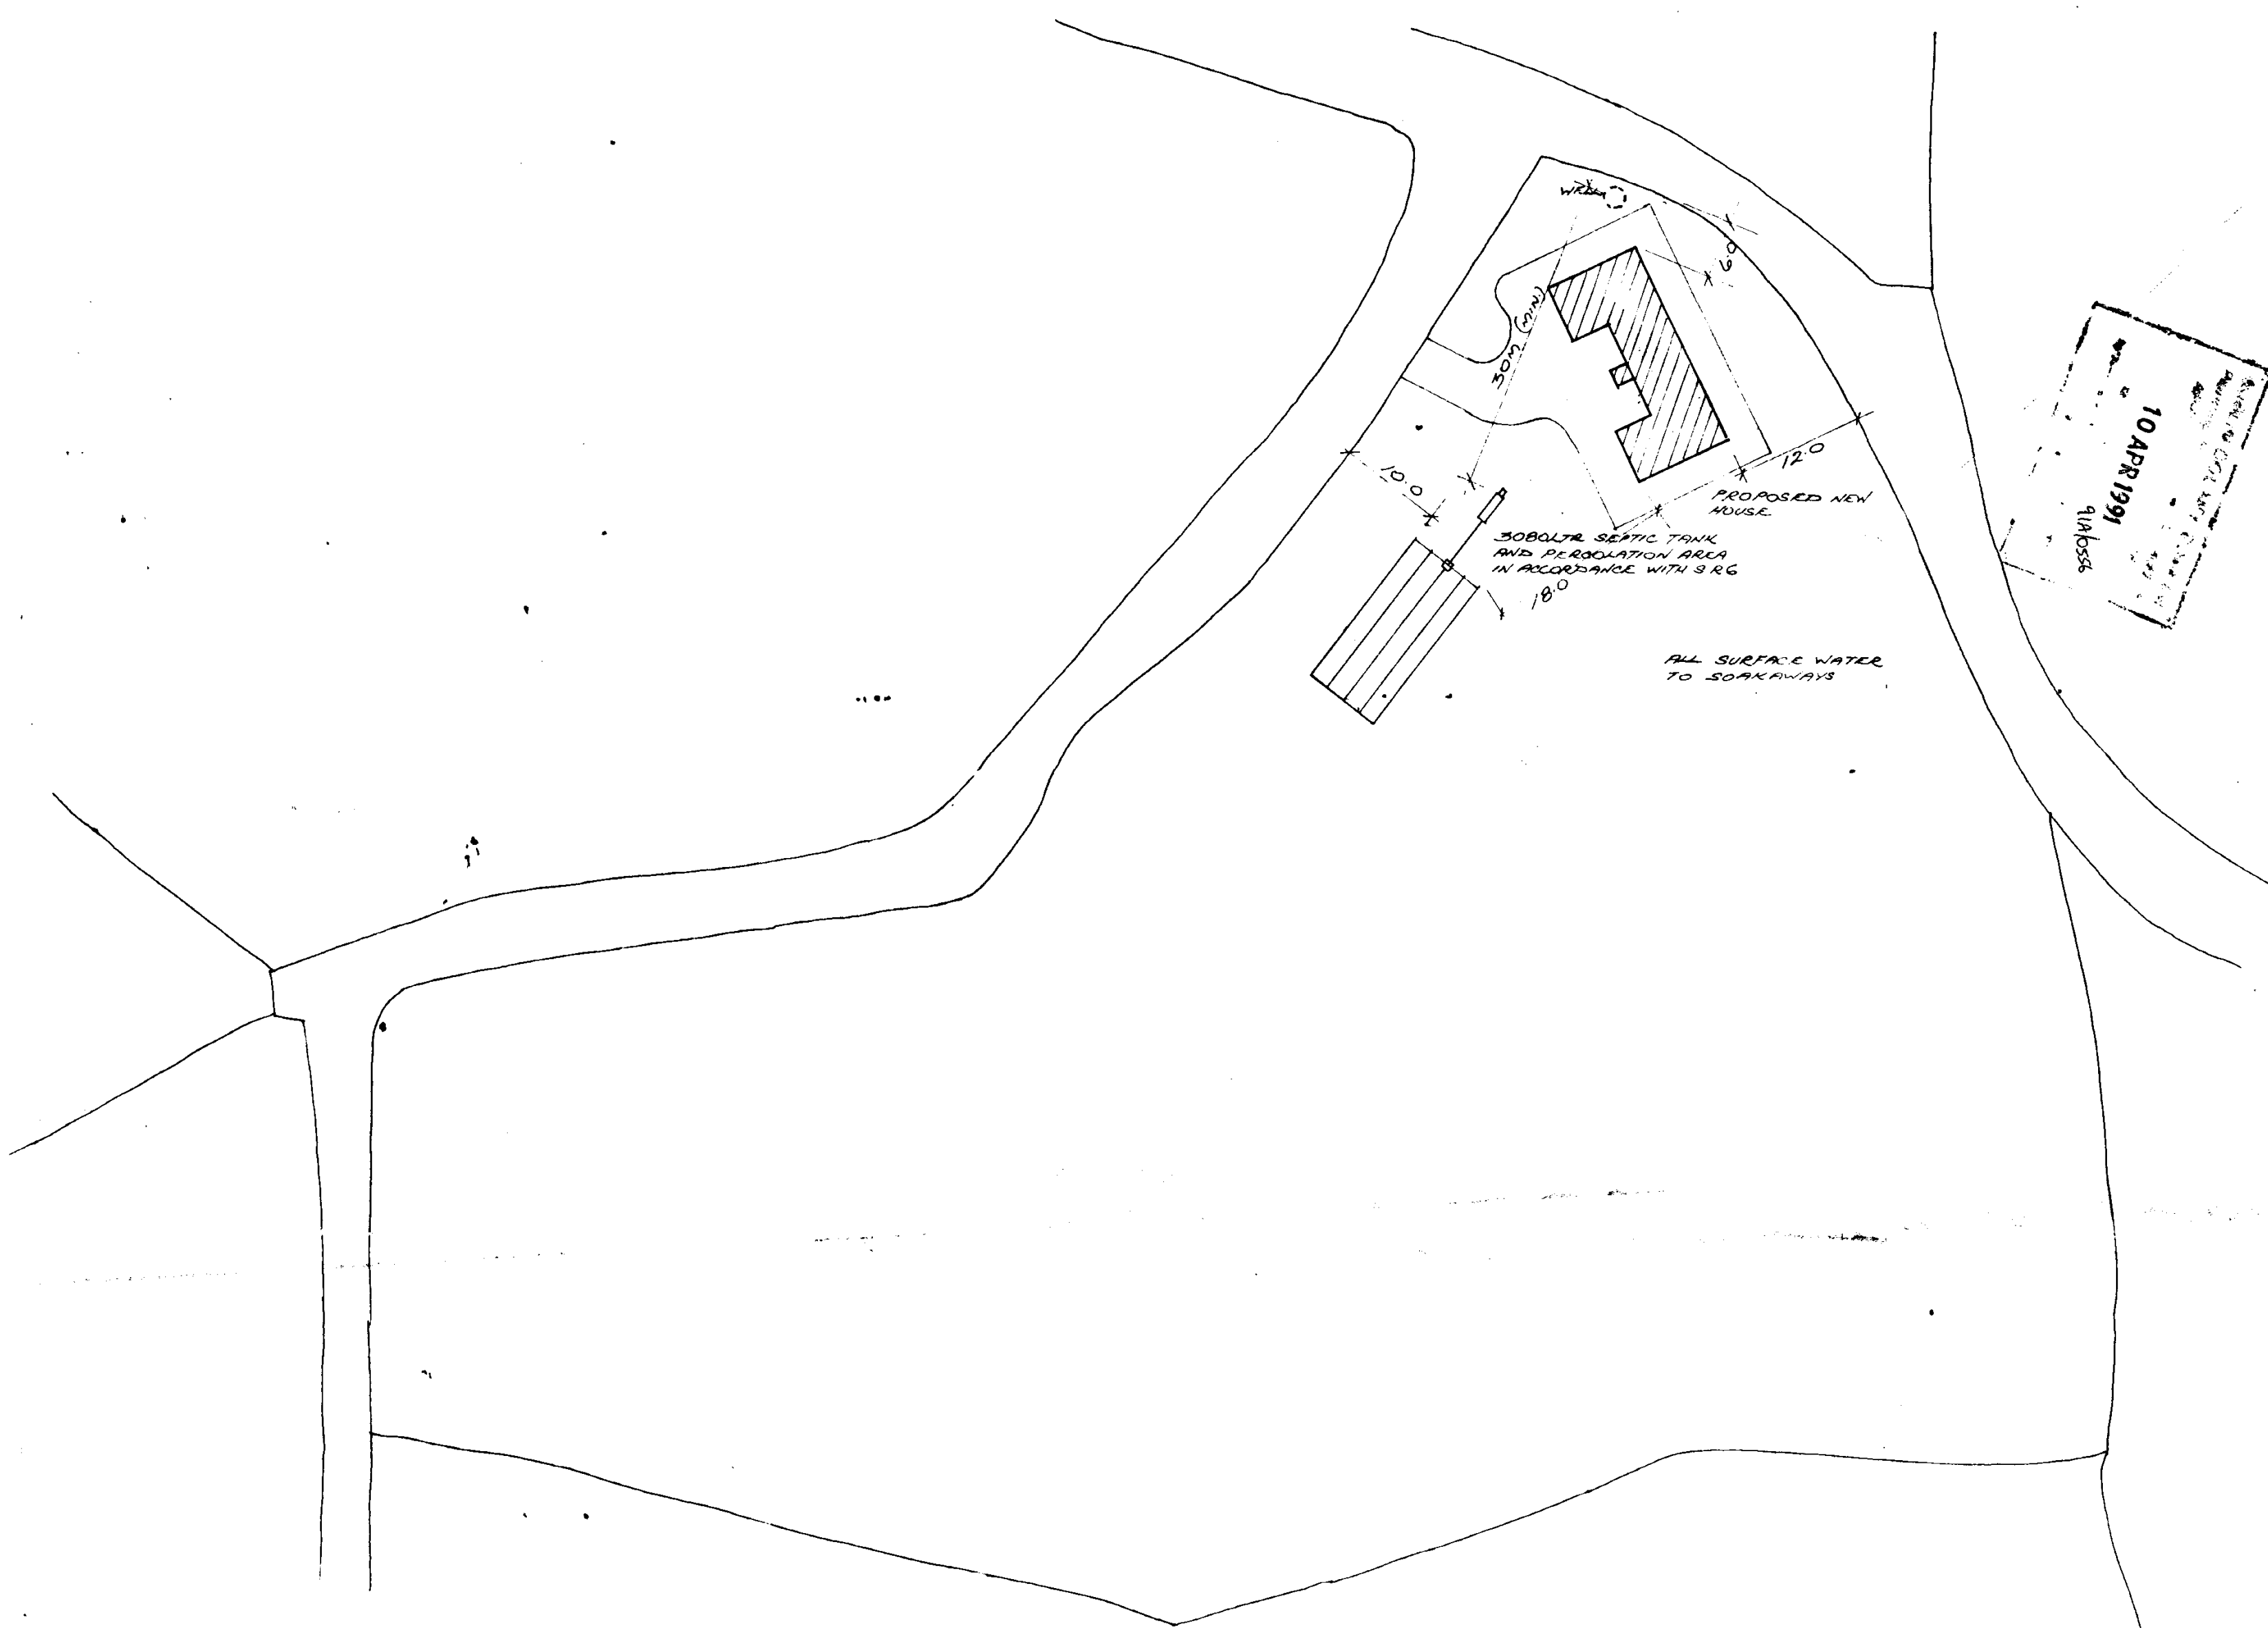 WELL
6.0
30M (MIN)
12.0
10.0
PROPOSED NEW
HOUSE
3080LTR SEPTIC TANK
AND PERCOLATION AREA
IN ACCORDANCE WITH SR6
18.0
ALL SURFACE WATER
TO SOAKAWAYS
10 APR 1991
91A/0556